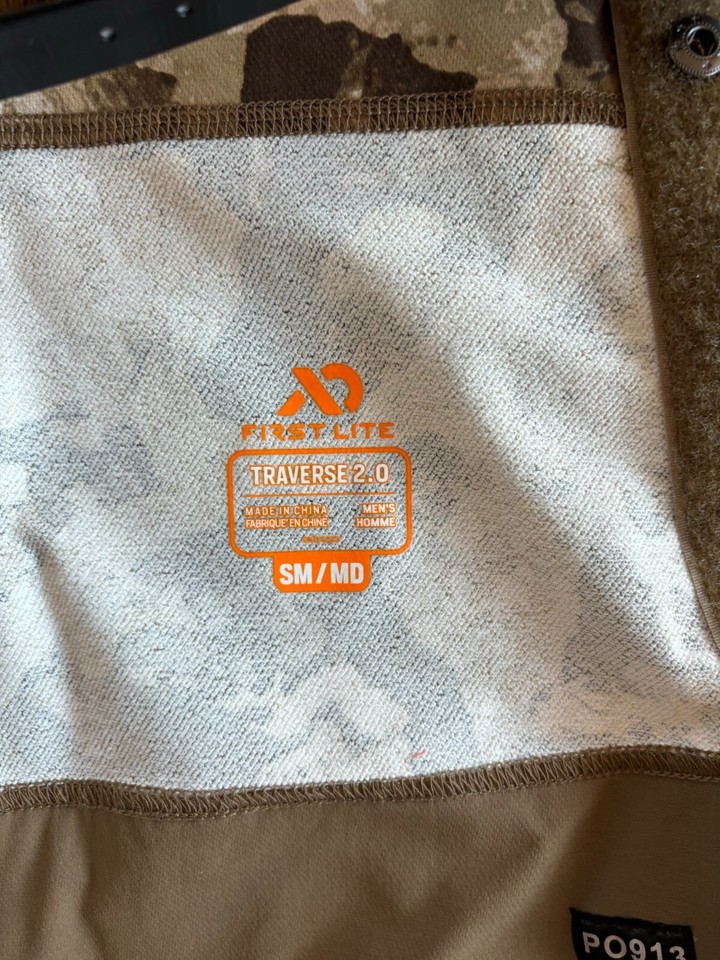 FIRST LITE
TRAVERSE 2.0
MADE IN CHINA MEN'S
FABRIQUÉ EN CHINE HOMME
SM/MD
PO913